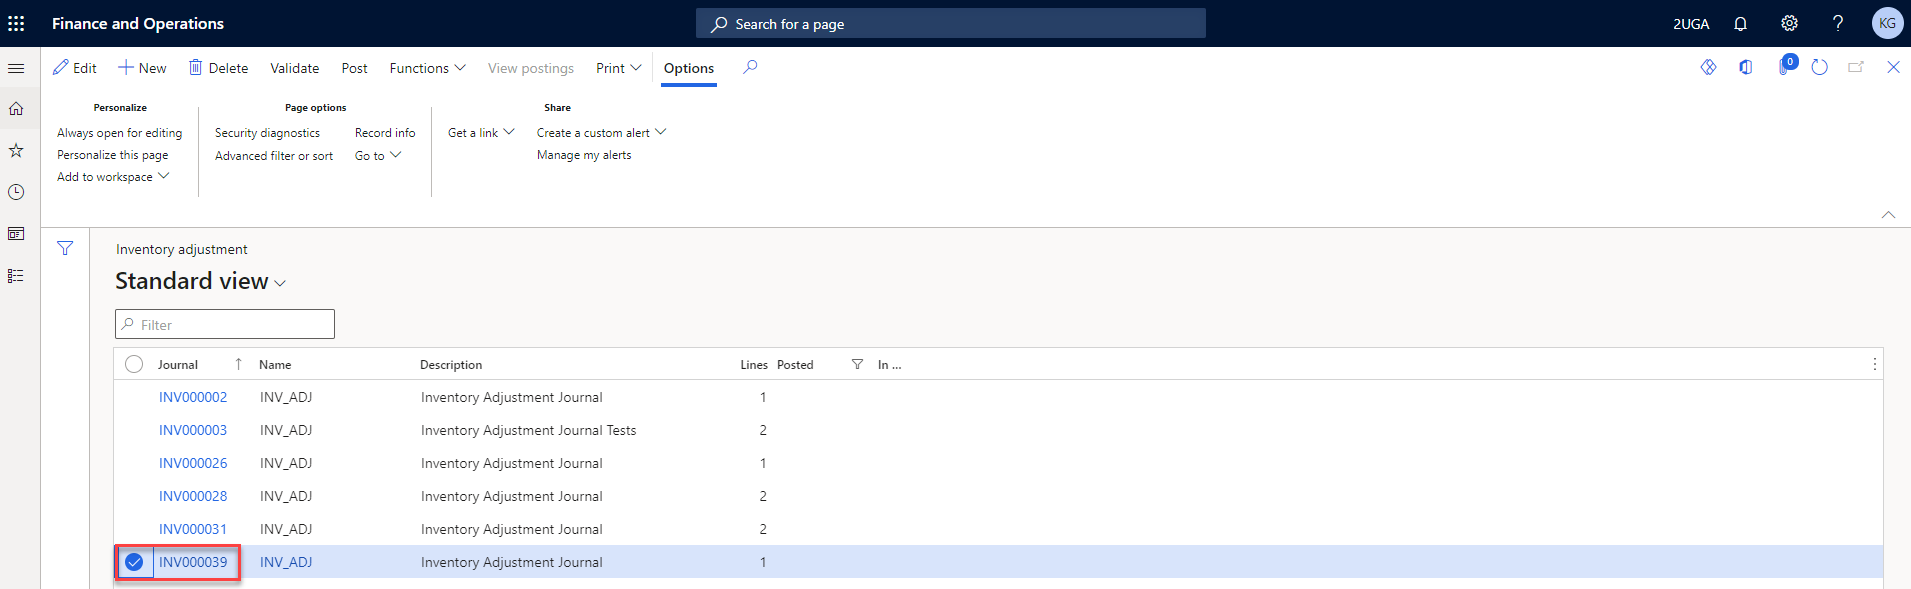 Finance and Operations Search for a page 2UGA KG
Edit New Delete Validate Post Functions View postings Print Options 0
Personalize Page options Share
Always open for editing Security diagnostics Record info Get a link Create a custom alert
Personalize this page Advanced filter or sort Go to Manage my alerts
Add to workspace
Inventory adjustment
Standard view
Filter
Journal Name Description Lines Posted In ...
INV000002 INV_ADJ Inventory Adjustment Journal 1
INV000003 INV_ADJ Inventory Adjustment Journal Tests 2
INV000026 INV_ADJ Inventory Adjustment Journal 1
INV000028 INV_ADJ Inventory Adjustment Journal 2
INV000031 INV_ADJ Inventory Adjustment Journal 2
INV000039 INV_ADJ Inventory Adjustment Journal 1